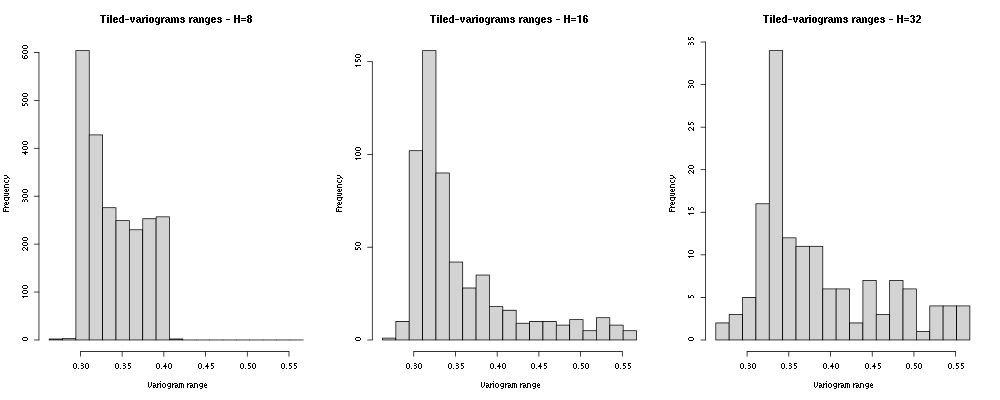 Tiled-variograms ranges - H=8
Frequency
600
500
400
300
200
100
0
0.30 0.35 0.40 0.45 0.50 0.55
Variogram range
Tiled-variograms ranges - H=16
Frequency
150
100
50
0
0.30 0.35 0.40 0.45 0.50 0.55
Variogram range
Tiled-variograms ranges - H=32
Frequency
35
30
25
20
15
10
5
0
0.30 0.35 0.40 0.45 0.50 0.55
Variogram range